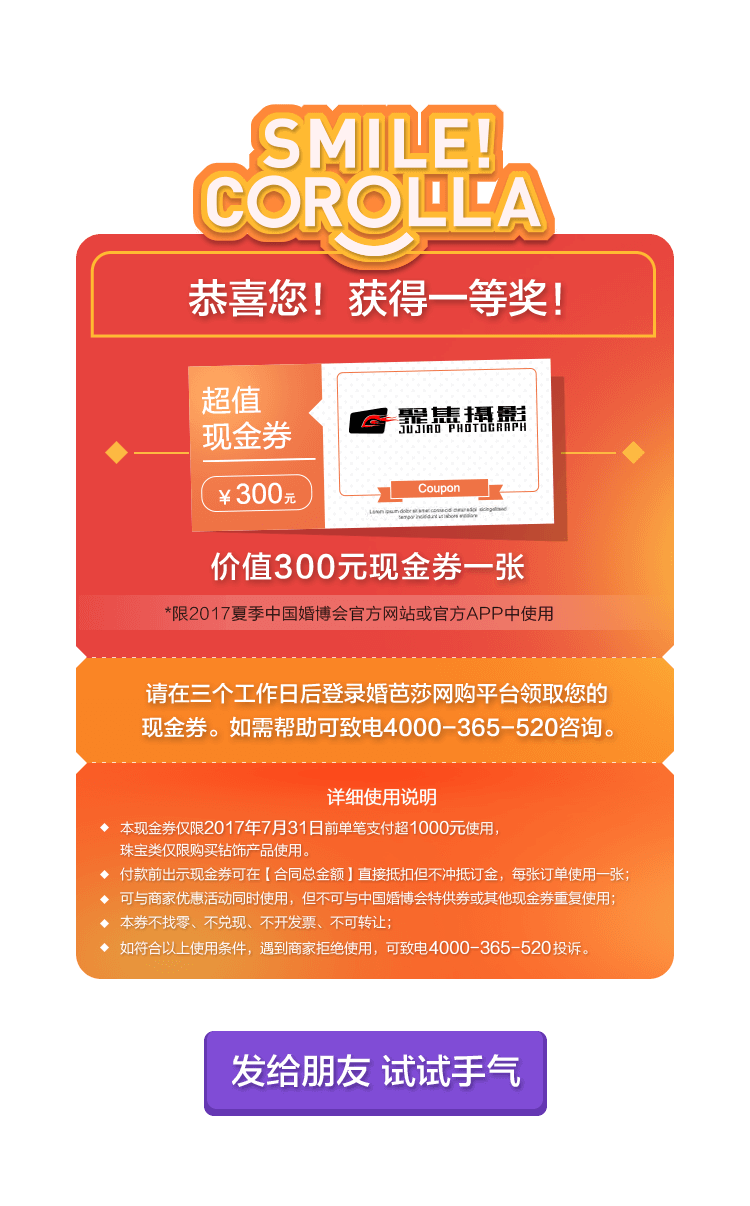 SMILE!
COROLLA
恭喜您！获得一等奖！
超值
现金券
￥300元
聚焦攝影
JUJIAO PHOTOGRAPH
Coupon
价值300元现金券一张
*限2017夏季中国婚博会官方网站或官方APP中使用
请在三个工作日后登录婚芭莎网购平台领取您的
现金券。如需帮助可致电4000-365-520咨询。
详细使用说明
◆ 本现金券仅限2017年7月31日前单笔支付超1000元使用，
珠宝类仅限购买钻饰产品使用。
◆ 付款前出示现金券可在【合同总金额】直接抵扣但不冲抵订金，每张订单使用一张；
◆ 可与商家优惠活动同时使用，但不可与中国婚博会特供券或其他现金券重复使用；
◆ 本券不找零、不兑现、不开发票、不可转让；
◆ 如符合以上使用条件，遇到商家拒绝使用，可致电4000-365-520投诉。
发给朋友 试试手气